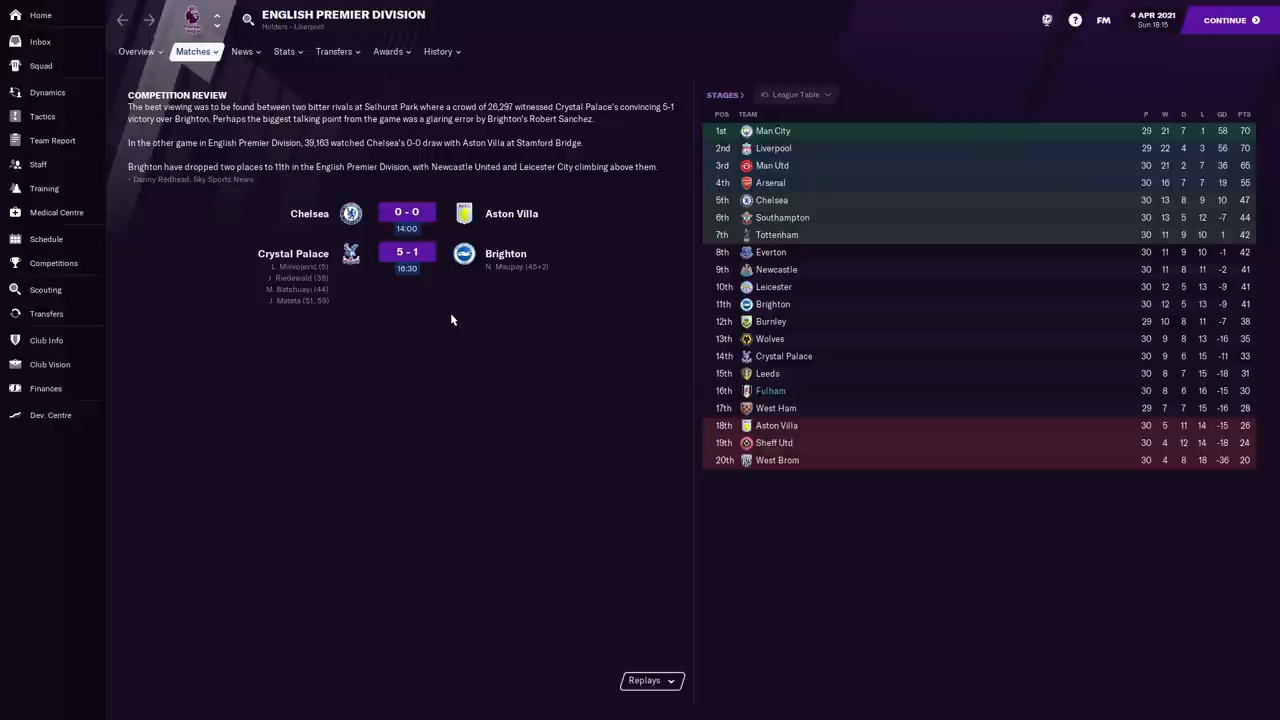 Home
Inbox
Squad
Dynamics
Tactics
Team Report
Staff
Training
Medical Centre
Schedule
Competitions
Scouting
Transfers
Club Info
Club Vision
Finances
Dev. Centre
ENGLISH PREMIER DIVISION
Holders - Liverpool
FM
4 APR 2021
Sun 18:15
CONTINUE
Overview
Matches
News
Stats
Transfers
Awards
History
COMPETITION REVIEW
The best viewing was to be found between two bitter rivals at Selhurst Park where a crowd of 26,297 witnessed Crystal Palace's convincing 5-1
victory over Brighton. Perhaps the biggest talking point from the game was a glaring error by Brighton's Robert Sanchez.
In the other game in English Premier Division, 39,163 watched Chelsea's 0-0 draw with Aston Villa at Stamford Bridge.
Brighton have dropped two places to 11th in the English Premier Division, with Newcastle United and Leicester City climbing above them.
- Danny Redhead, Sky Sports News
Chelsea 0 - 0 Aston Villa
14:00
Crystal Palace 5 - 1 Brighton
16:30
L. Milivojević (5)
J. Riedewald (38)
M. Batshuayi (44)
J. Mateta (51, 59)
N. Maupay (45+2)
Replays
STAGES
League Table
POS TEAM P W D L GD PTS
1st Man City 29 21 7 1 58 70
2nd Liverpool 29 22 4 3 56 70
3rd Man Utd 30 21 2 7 36 65
4th Arsenal 30 16 7 7 19 55
5th Chelsea 30 13 8 9 10 47
6th Southampton 30 13 5 12 -7 44
7th Tottenham 30 11 9 10 1 42
8th Everton 30 12 6 12 -3 42
9th Newcastle 30 11 8 11 -2 41
10th Leicester 30 12 5 13 -9 41
11th Brighton 30 12 5 13 -9 41
12th Burnley 29 10 8 11 -7 38
13th Wolves 30 9 8 13 -16 35
14th Crystal Palace 30 9 6 15 -11 33
15th Leeds 30 8 7 15 -18 31
16th Fulham 30 8 6 16 -15 30
17th West Ham 29 7 7 15 -16 28
18th Aston Villa 30 5 11 14 -15 26
19th Sheff Utd 30 4 12 14 -18 24
20th West Brom 30 4 8 18 -36 20